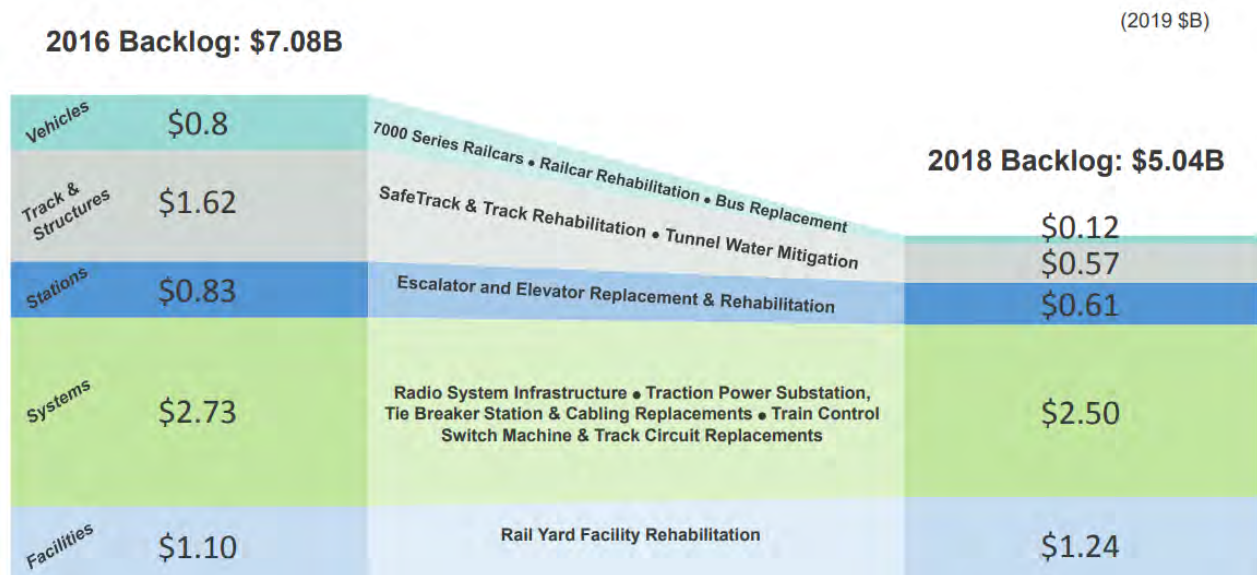 (2019 $B)
2016 Backlog: $7.08B
2018 Backlog: $5.04B
Vehicles
$0.8
7000 Series Railcars • Railcar Rehabilitation • Bus Replacement
$0.12
Track &
Structures
$1.62
SafeTrack & Track Rehabilitation • Tunnel Water Mitigation
$0.57
Stations
$0.83
Escalator and Elevator Replacement & Rehabilitation
$0.61
Systems
$2.73
Radio System Infrastructure • Traction Power Substation,
Tie Breaker Station & Cabling Replacements • Train Control
Switch Machine & Track Circuit Replacements
$2.50
Facilities
$1.10
Rail Yard Facility Rehabilitation
$1.24